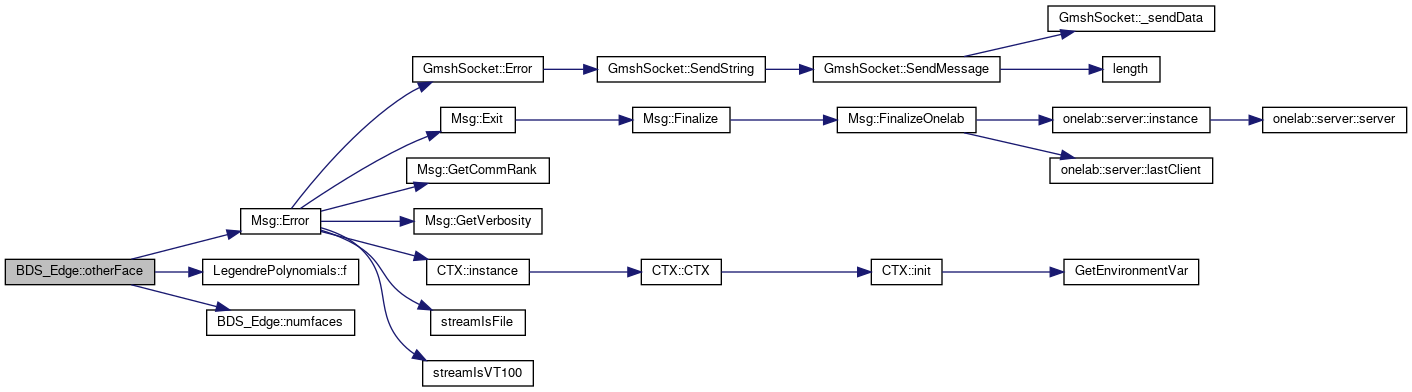 GmshSocket::_sendData
GmshSocket::Error
GmshSocket::SendString
GmshSocket::SendMessage
length
Msg::Exit
Msg::Finalize
Msg::FinalizeOnelab
onelab::server::instance
onelab::server::server
Msg::GetCommRank
onelab::server::lastClient
Msg::Error
Msg::GetVerbosity
BDS_Edge::otherFace
LegendrePolynomials::f
CTX::instance
CTX::CTX
CTX::init
GetEnvironmentVar
BDS_Edge::numfaces
streamIsFile
streamIsVT100